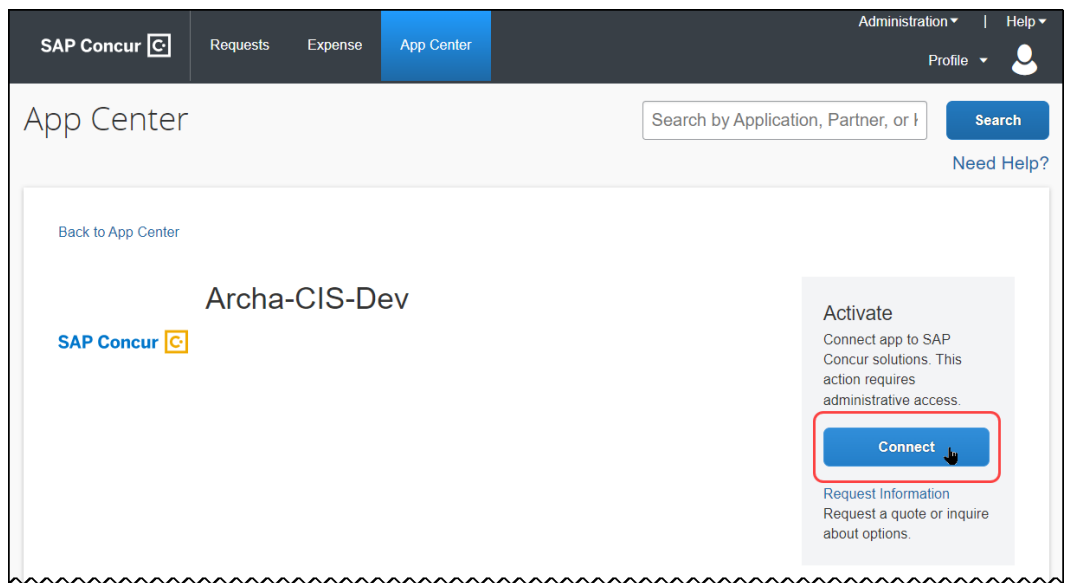 Administration ▾ | Help ▾
SAP Concur C Requests Expense App Center
Profile ▾
App Center
Search by Application, Partner, or
Search
Need Help?
Back to App Center
Archa-CIS-Dev
SAP Concur C
Activate
Connect app to SAP
Concur solutions. This
action requires
administrative access.
Connect
Request Information
Request a quote or inquire
about options.